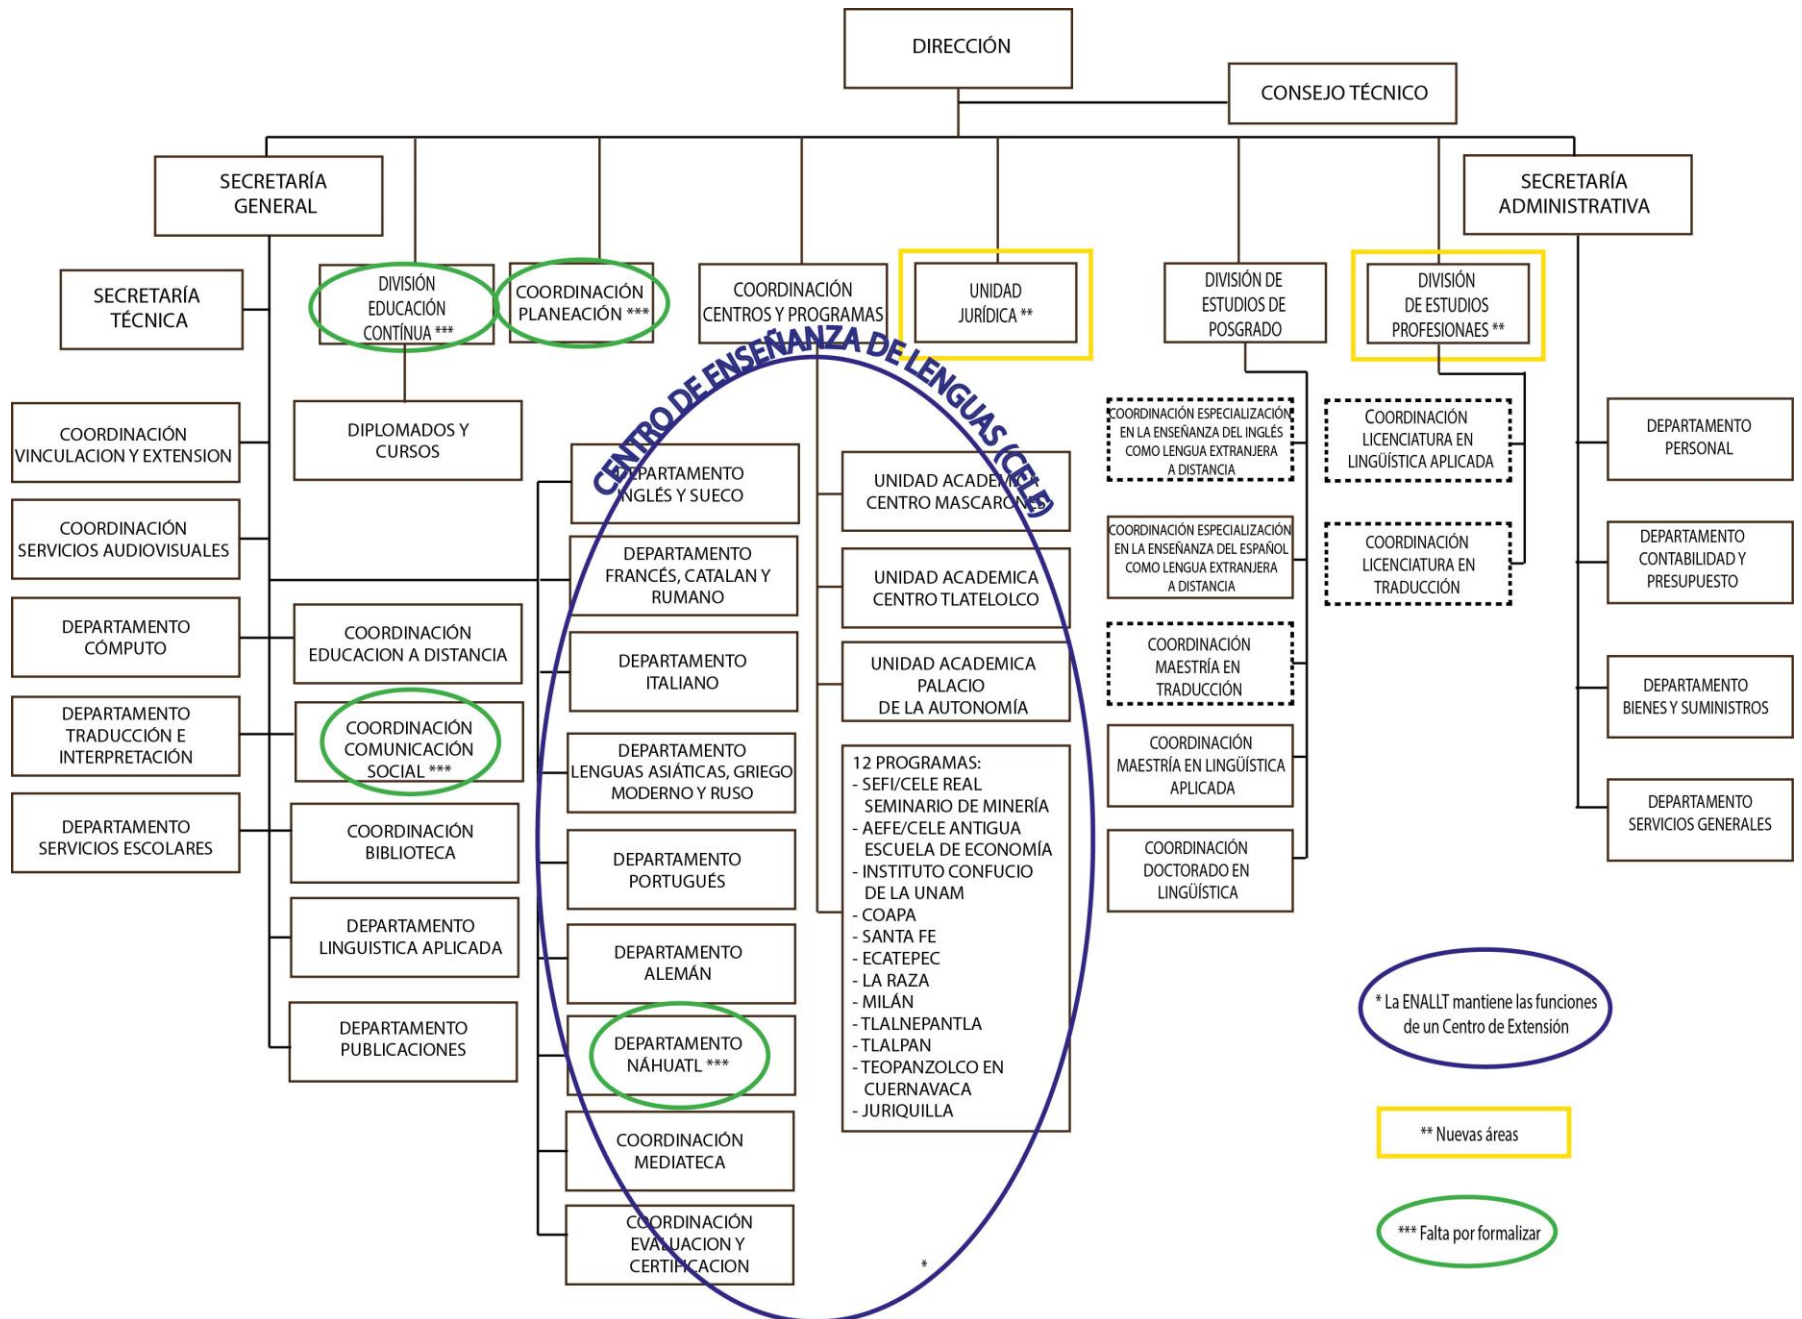 DIRECCIÓN
CONSEJO TÉCNICO
SECRETARÍA
GENERAL
SECRETARÍA
ADMINISTRATIVA
SECRETARÍA
TÉCNICA
DIVISIÓN
EDUCACIÓN
CONTÍNUA ***
COORDINACIÓN
PLANEACIÓN ***
COORDINACIÓN
CENTROS Y PROGRAMAS
UNIDAD
JURÍDICA **
DIVISIÓN DE
ESTUDIOS DE
POSGRADO
DIVISIÓN
DE ESTUDIOS
PROFESIONAES **
CENTRO DE ENSEÑANZA DE LENGUAS (CELE)
COORDINACIÓN
VINCULACION Y EXTENSION
COORDINACIÓN
SERVICIOS AUDIOVISUALES
DEPARTAMENTO
CÓMPUTO
DEPARTAMENTO
TRADUCCIÓN E
INTERPRETACIÓN
DEPARTAMENTO
SERVICIOS ESCOLARES
DIPLOMADOS Y
CURSOS
COORDINACIÓN
EDUCACION A DISTANCIA
COORDINACIÓN
COMUNICACIÓN
SOCIAL ***
COORDINACIÓN
BIBLIOTECA
DEPARTAMENTO
LINGUISTICA APLICADA
DEPARTAMENTO
PUBLICACIONES
DEPARTAMENTO
INGLÉS Y SUECO
DEPARTAMENTO
FRANCÉS, CATALAN Y
RUMANO
DEPARTAMENTO
ITALIANO
DEPARTAMENTO
LENGUAS ASIÁTICAS, GRIEGO
MODERNO Y RUSO
DEPARTAMENTO
PORTUGUÉS
DEPARTAMENTO
ALEMÁN
DEPARTAMENTO
NÁHUATL ***
COORDINACIÓN
MEDIATECA
COORDINACIÓN
EVALUACION Y
CERTIFICACION
UNIDAD ACADEMICA
CENTRO MASCARONES
UNIDAD ACADEMICA
CENTRO TLATELOLCO
UNIDAD ACADEMICA
PALACIO
DE LA AUTONOMÍA
12 PROGRAMAS:
- SEFI/CELE REAL
SEMINARIO DE MINERÍA
- AEFE/CELE ANTIGUA
ESCUELA DE ECONOMÍA
- INSTITUTO CONFUCIO
DE LA UNAM
- COAPA
- SANTA FE
- ECATEPEC
- LA RAZA
- MILÁN
- TLALNEPANTLA
- TLALPAN
- TEOPANZOLCO EN
CUERNAVACA
- JURIQUILLA
*
COORDINACIÓN ESPECIALIZACIÓN
EN LA ENSEÑANZA DEL INGLÉS
COMO LENGUA EXTRANJERA
A DISTANCIA
COORDINACIÓN ESPECIALIZACIÓN
EN LA ENSEÑANZA DEL ESPAÑOL
COMO LENGUA EXTRANJERA
A DISTANCIA
COORDINACIÓN
MAESTRÍA EN
TRADUCCIÓN
COORDINACIÓN
MAESTRÍA EN LINGÜÍSTICA
APLICADA
COORDINACIÓN
DOCTORADO EN
LINGÜÍSTICA
COORDINACIÓN
LICENCIATURA EN
LINGÜÍSTICA APLICADA
COORDINACIÓN
LICENCIATURA EN
TRADUCCIÓN
DEPARTAMENTO
PERSONAL
DEPARTAMENTO
CONTABILIDAD Y
PRESUPUESTO
DEPARTAMENTO
BIENES Y SUMINISTROS
DEPARTAMENTO
SERVICIOS GENERALES
* La ENALLT mantiene las funciones
de un Centro de Extensión
** Nuevas áreas
*** Falta por formalizar